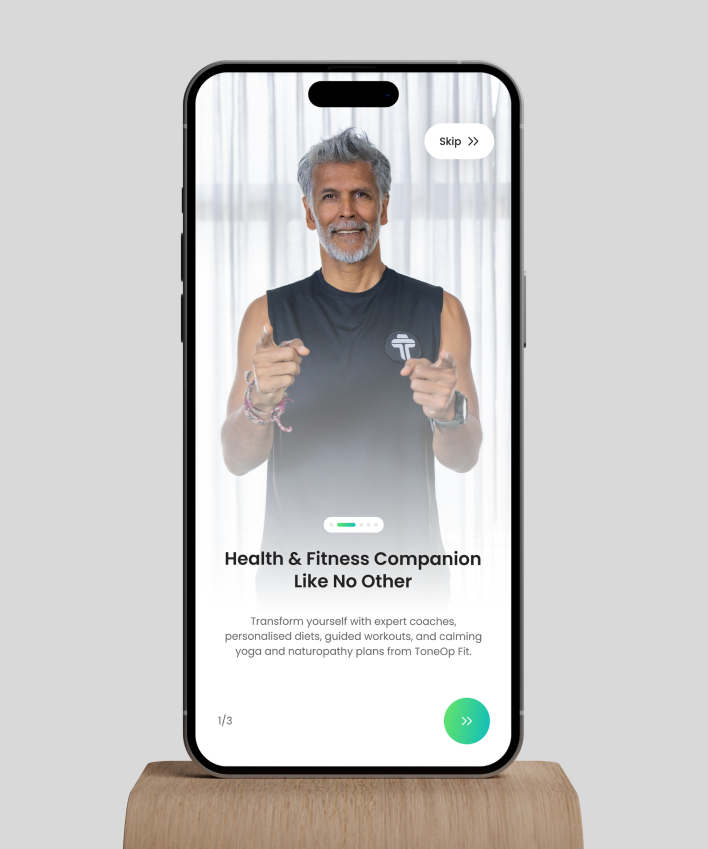 Skip
Health & Fitness Companion
Like No Other
Transform yourself with expert coaches,
personalised diets, guided workouts, and calming
yoga and naturopathy plans from ToneOp Fit.
1/3